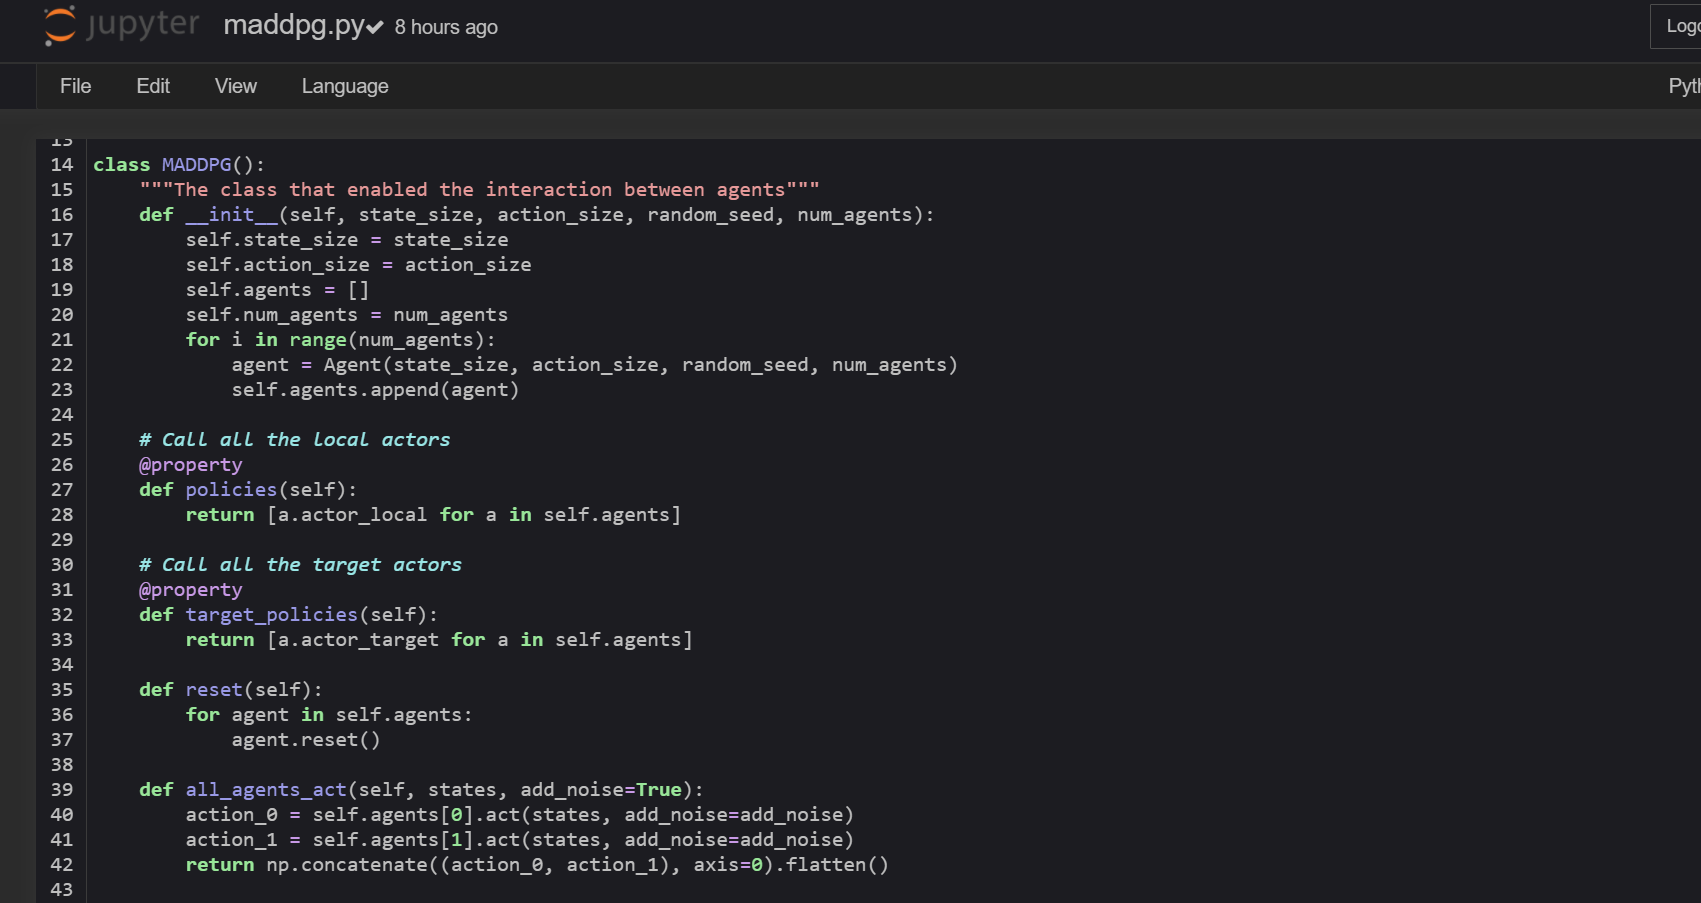 jupyter maddpg.py✔ 8 hours ago
File Edit View Language
13
14 class MADDPG():
15     """The class that enabled the interaction between agents"""
16     def __init__(self, state_size, action_size, random_seed, num_agents):
17         self.state_size = state_size
18         self.action_size = action_size
19         self.agents = []
20         self.num_agents = num_agents
21         for i in range(num_agents):
22             agent = Agent(state_size, action_size, random_seed, num_agents)
23             self.agents.append(agent)
24
25     # Call all the local actors
26     @property
27     def policies(self):
28         return [a.actor_local for a in self.agents]
29
30     # Call all the target actors
31     @property
32     def target_policies(self):
33         return [a.actor_target for a in self.agents]
34
35     def reset(self):
36         for agent in self.agents:
37             agent.reset()
38
39     def all_agents_act(self, states, add_noise=True):
40         action_0 = self.agents[0].act(states, add_noise=add_noise)
41         action_1 = self.agents[1].act(states, add_noise=add_noise)
42         return np.concatenate((action_0, action_1), axis=0).flatten()
43